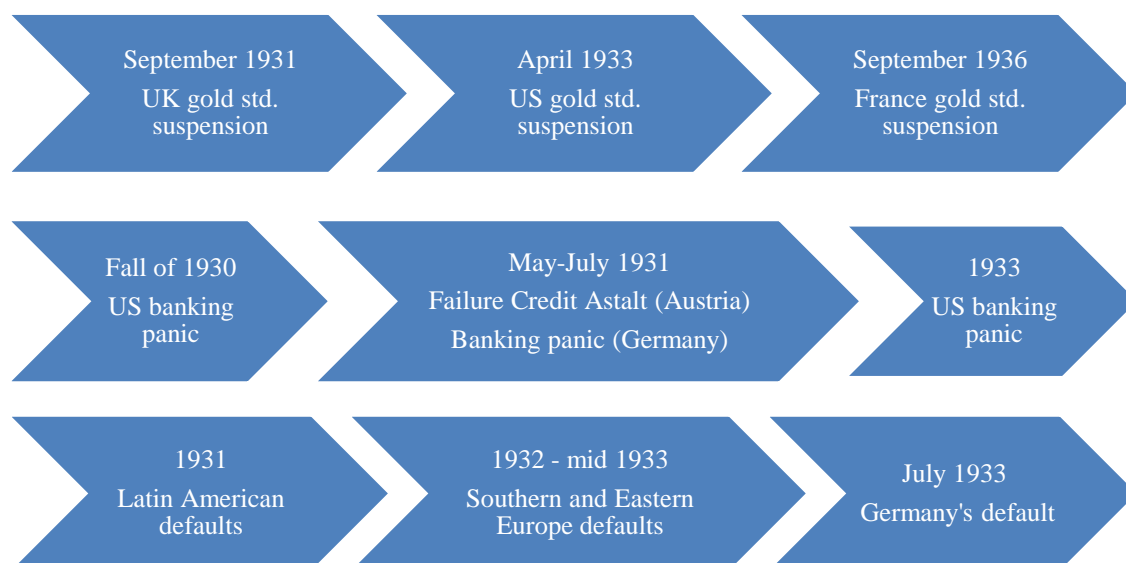 September 1931
UK gold std.
suspension
April 1933
US gold std.
suspension
September 1936
France gold std.
suspension
Fall of 1930
US banking
panic
May-July 1931
Failure Credit Astalt (Austria)
Banking panic (Germany)
1933
US banking
panic
1931
Latin American
defaults
1932 - mid 1933
Southern and Eastern
Europe defaults
July 1933
Germany's default